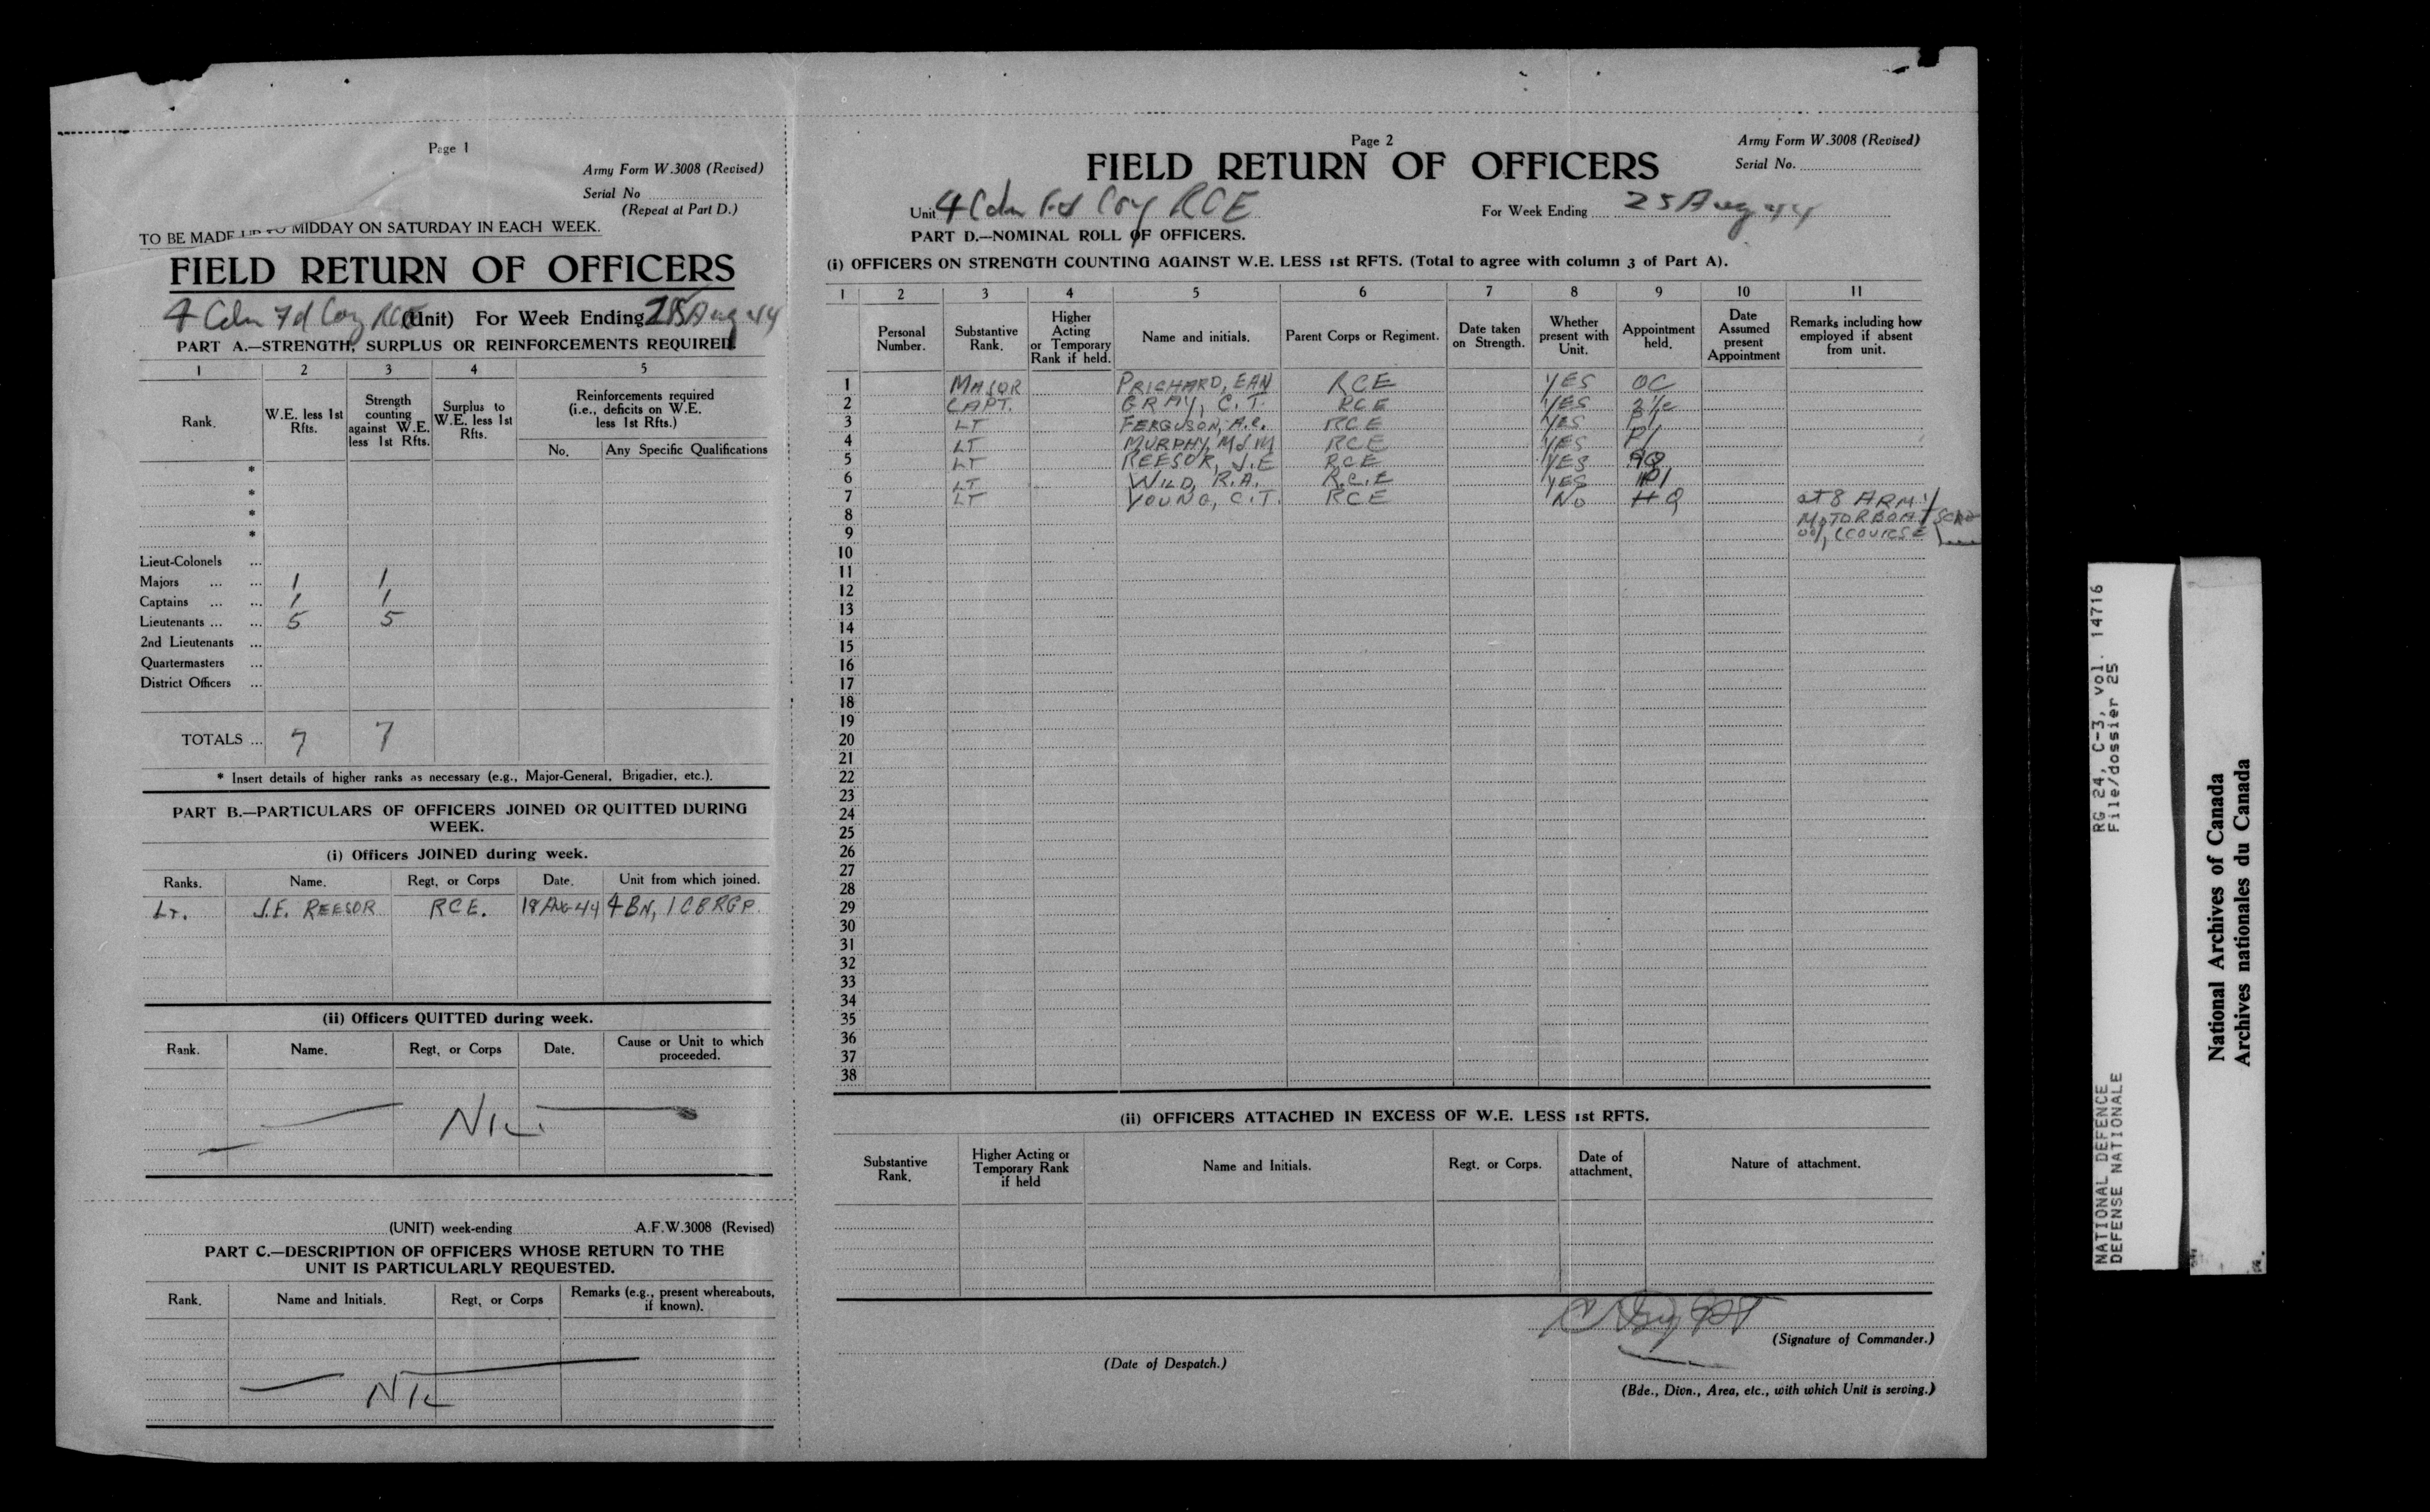 Page 1
Army Form W.3008 (Revised)
Serial No
(Repeat at Part D.)
TO BE MADE UP TO MIDDAY ON SATURDAY IN EACH WEEK.
FIELD RETURN OF OFFICERS
4 Cdn Fd Coy RCE (Unit) For Week Ending 25 Aug 44
PART A.—STRENGTH, SURPLUS OR REINFORCEMENTS REQUIRED.
1 2 3 4 5
Rank. W.E. less 1st Rfts. Strength counting against W.E. less 1st Rfts. Surplus to W.E. less 1st Rfts. Reinforcements required (i.e., deficits on W.E. less 1st Rfts.)
No. Any Specific Qualifications
*
*
*
*
Lieut-Colonels ...
Majors ... ... 1 1
Captains ... ... 1 1
Lieutenants ... ... 5 5
2nd Lieutenants ...
Quartermasters ...
District Officers ...
TOTALS ... 7 7
* Insert details of higher ranks as necessary (e.g., Major-General, Brigadier, etc.).
PART B.—PARTICULARS OF OFFICERS JOINED OR QUITTED DURING
WEEK.
(i) Officers JOINED during week.
Ranks. Name. Regt, or Corps Date. Unit from which joined.
LT. J.E. REESOR RCE. 18 AUG 44 4 BN, 1 CBRGP.
(ii) Officers QUITTED during week.
Rank. Name. Regt, or Corps Date. Cause or Unit to which proceeded.
NIL.
(UNIT) week-ending A.F.W.3008 (Revised)
PART C.—DESCRIPTION OF OFFICERS WHOSE RETURN TO THE
UNIT IS PARTICULARLY REQUESTED.
Rank. Name and Initials. Regt, or Corps Remarks (e.g., present whereabouts, if known).
NIL
Page 2
Army Form W.3008 (Revised)
FIELD RETURN OF OFFICERS
Serial No.
Unit 4 Cdn Fd Coy RCE For Week Ending 25 Aug 44
PART D.—NOMINAL ROLL OF OFFICERS.
(i) OFFICERS ON STRENGTH COUNTING AGAINST W.E. LESS 1st RFTS. (Total to agree with column 3 of Part A).
1 2 3 4 5 6 7 8 9 10 11
Personal Number. Substantive Rank. Higher Acting or Temporary Rank if held. Name and initials. Parent Corps or Regiment. Date taken on Strength. Whether present with Unit. Appointment held. Date Assumed present Appointment Remarks including how employed if absent from unit.
1 MAJOR PRICHARD, EAN RCE YES OC
2 CAPT. GRAY, C.T. RCE YES 2 i/c
3 LT FERGUSON, A.C. RCE YES Pl
4 LT MURPHY, MJM RCE YES Pl
5 LT REESOR, J.E RCE YES HQ
6 LT WILD, R.A. R.C.E YES Pl
7 LT YOUNG, C.T. RCE NO HQ at 8 ARMY
8 MOTORBOAT
9 COURSE
10
11
12
13
14
15
16
17
18
19
20
21
22
23
24
25
26
27
28
29
30
31
32
33
34
35
36
37
38
(ii) OFFICERS ATTACHED IN EXCESS OF W.E. LESS 1st RFTS.
Substantive Rank. Higher Acting or Temporary Rank if held Name and Initials. Regt. or Corps. Date of attachment. Nature of attachment.
(Signature of Commander.)
(Date of Despatch.)
(Bde., Divn., Area, etc., with which Unit is serving.)
NATIONAL DEFENCE RG 24, C-3, vol. 14716
DEFENSE NATIONALE File/dossier 25
National Archives of Canada
Archives nationales du Canada